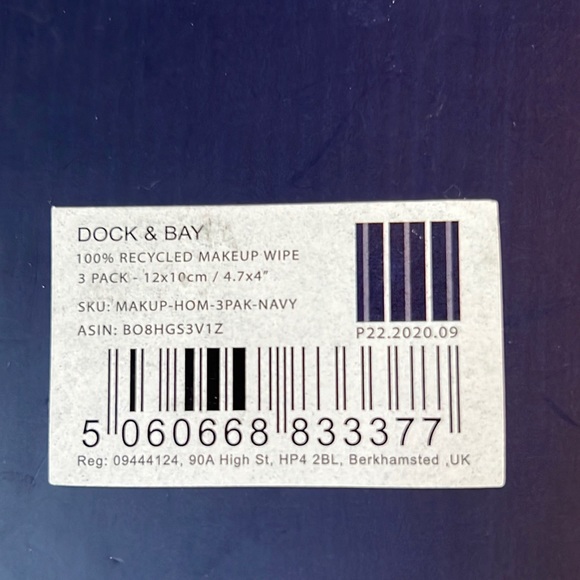 DOCK & BAY
100% RECYCLED MAKEUP WIPE
3 PACK - 12x10cm / 4.7x4"
SKU: MAKUP-HOM-3PAK-NAVY
ASIN: BO8HGS3V1Z
P22.2020.09
5 060668 833377
Reg: 09444124, 90A High St, HP4 2BL, Berkhamsted ,UK